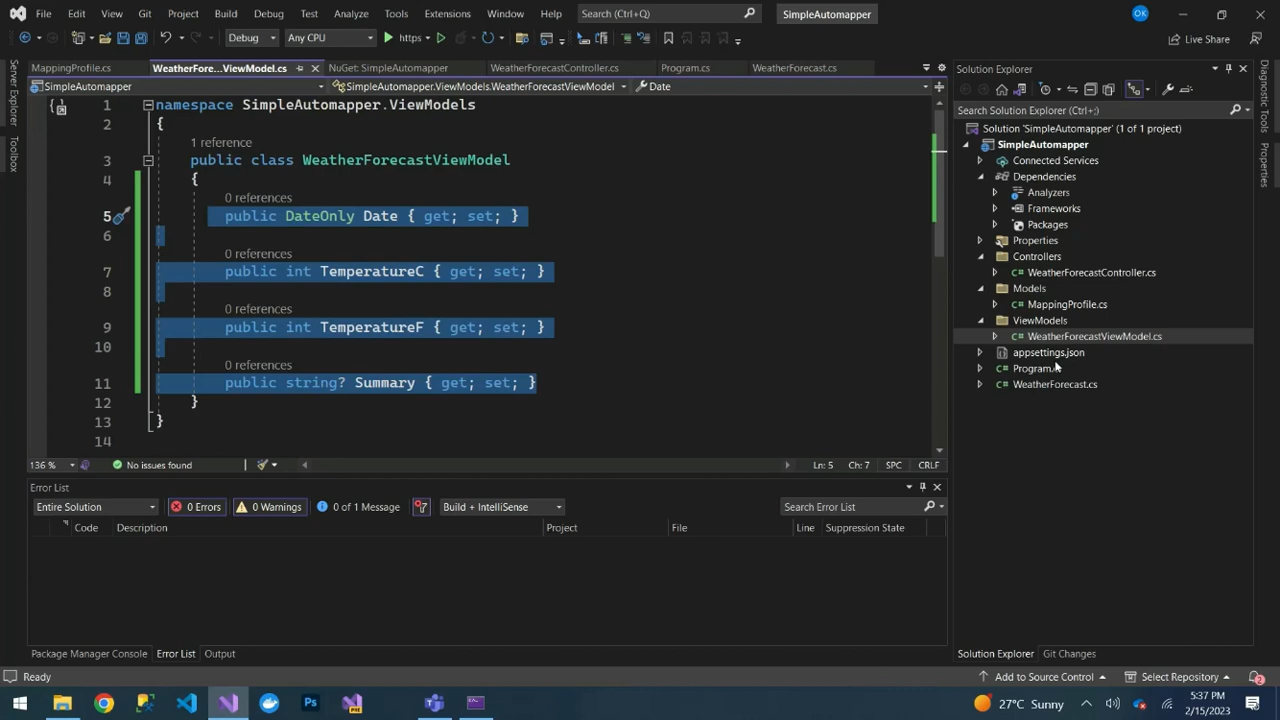 File Edit View Git Project Build Debug Test Analyze Tools Extensions Window Help Search (Ctrl+Q) SimpleAutomapper OK
Debug Any CPU https Live Share
Server Explorer
Toolbox
MappingProfile.cs WeatherFore...ViewModel.cs NuGet: SimpleAutomapper WeatherForecastController.cs Program.cs WeatherForecast.cs
SimpleAutomapper SimpleAutomapper.ViewModels.WeatherForecastViewModel Date
1 namespace SimpleAutomapper.ViewModels
2 {
1 reference
3 public class WeatherForecastViewModel
4 {
0 references
5 public DateOnly Date { get; set; }
6
0 references
7 public int TemperatureC { get; set; }
8
0 references
9 public int TemperatureF { get; set; }
10
0 references
11 public string? Summary { get; set; }
12 }
13 }
14
136 % No issues found Ln: 5 Ch: 7 SPC CRLF
Error List
Entire Solution 0 Errors 0 Warnings 0 of 1 Message Build + IntelliSense Search Error List
Code Description Project File Line Suppression State
Package Manager Console Error List Output
Solution Explorer
Search Solution Explorer (Ctrl+;)
Solution 'SimpleAutomapper' (1 of 1 project)
SimpleAutomapper
Connected Services
Dependencies
Analyzers
Frameworks
Packages
Properties
Controllers
C# WeatherForecastController.cs
Models
C# MappingProfile.cs
ViewModels
C# WeatherForecastViewModel.cs
appsettings.json
C# Program.c
C# WeatherForecast.cs
Solution Explorer Git Changes
Diagnostic Tools
Properties
Ready Add to Source Control Select Repository 2
Ps 27°C Sunny 5:37 PM
2/15/2023